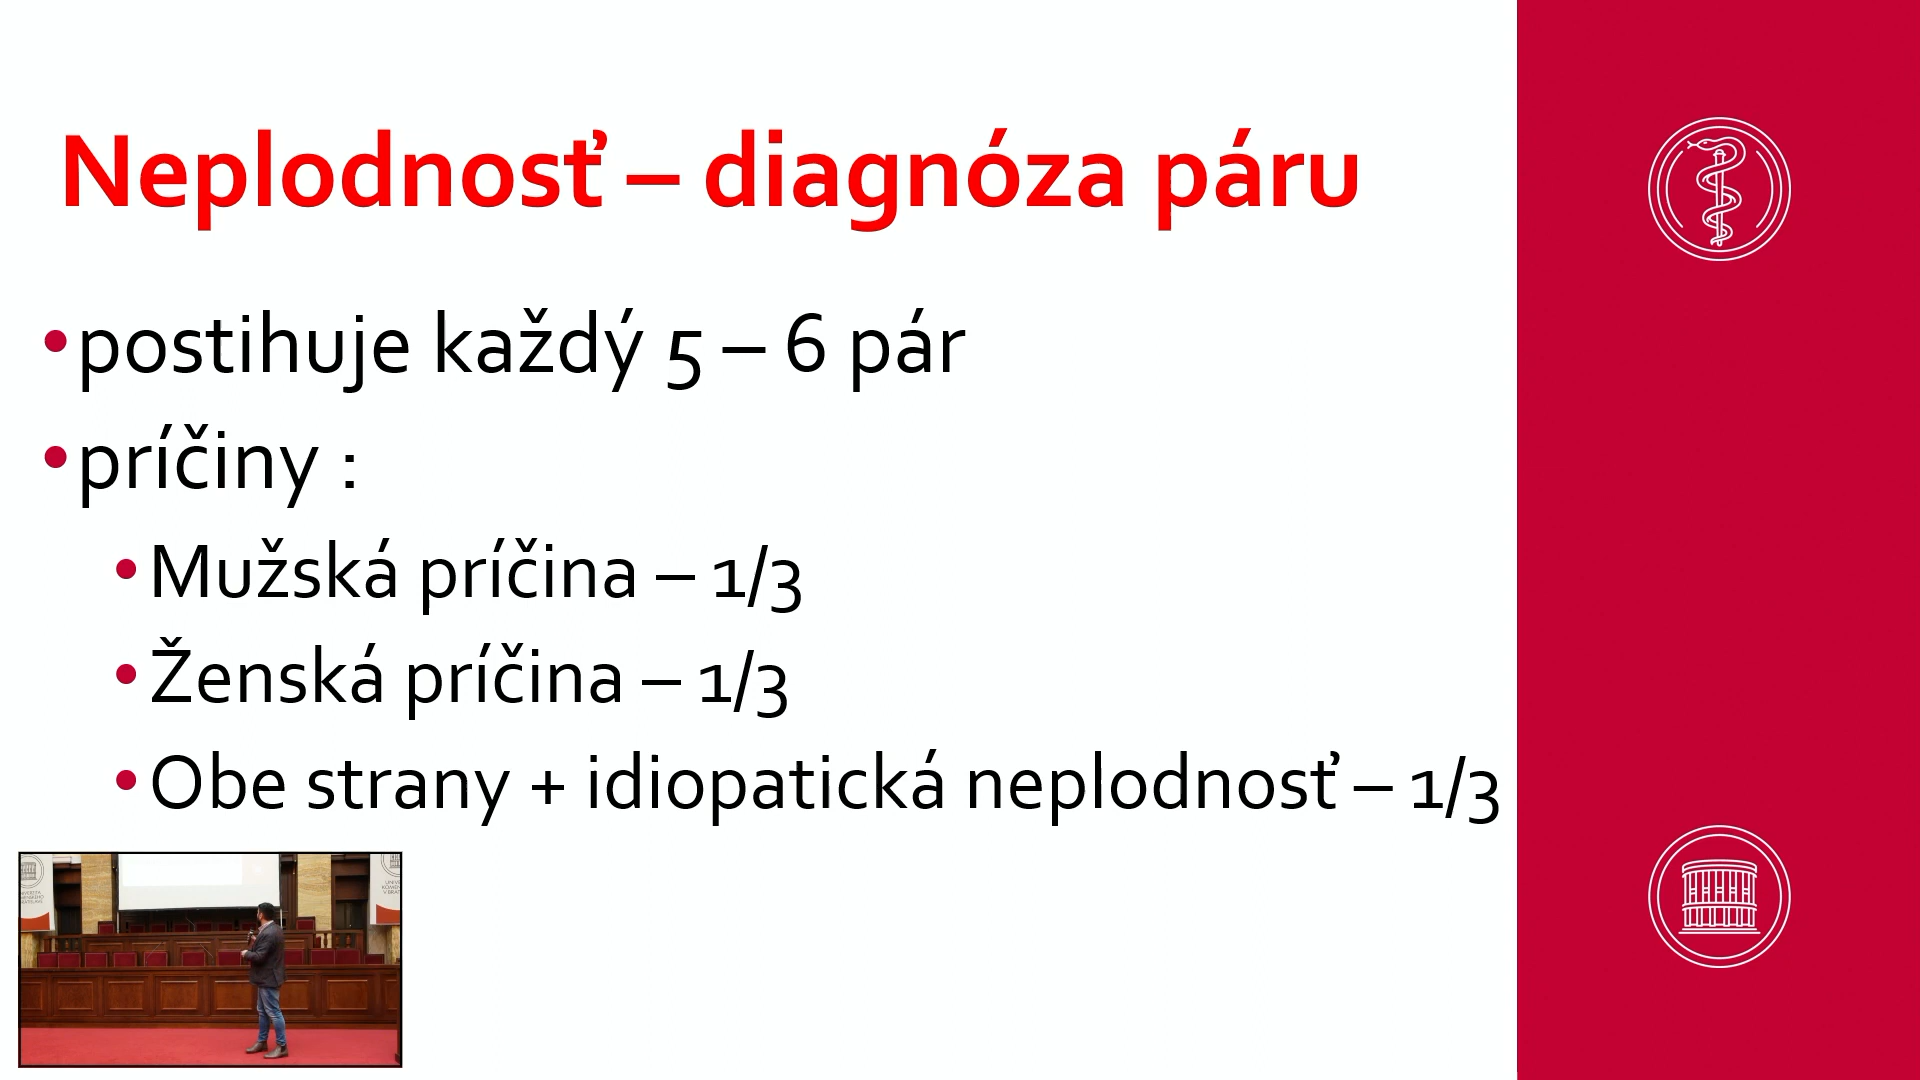 Neplodnosť – diagnóza páru
•postihuje každý 5 – 6 pár
•príčiny :
•Mužská príčina – 1/3
•Ženská príčina – 1/3
•Obe strany + idiopatická neplodnosť – 1/3